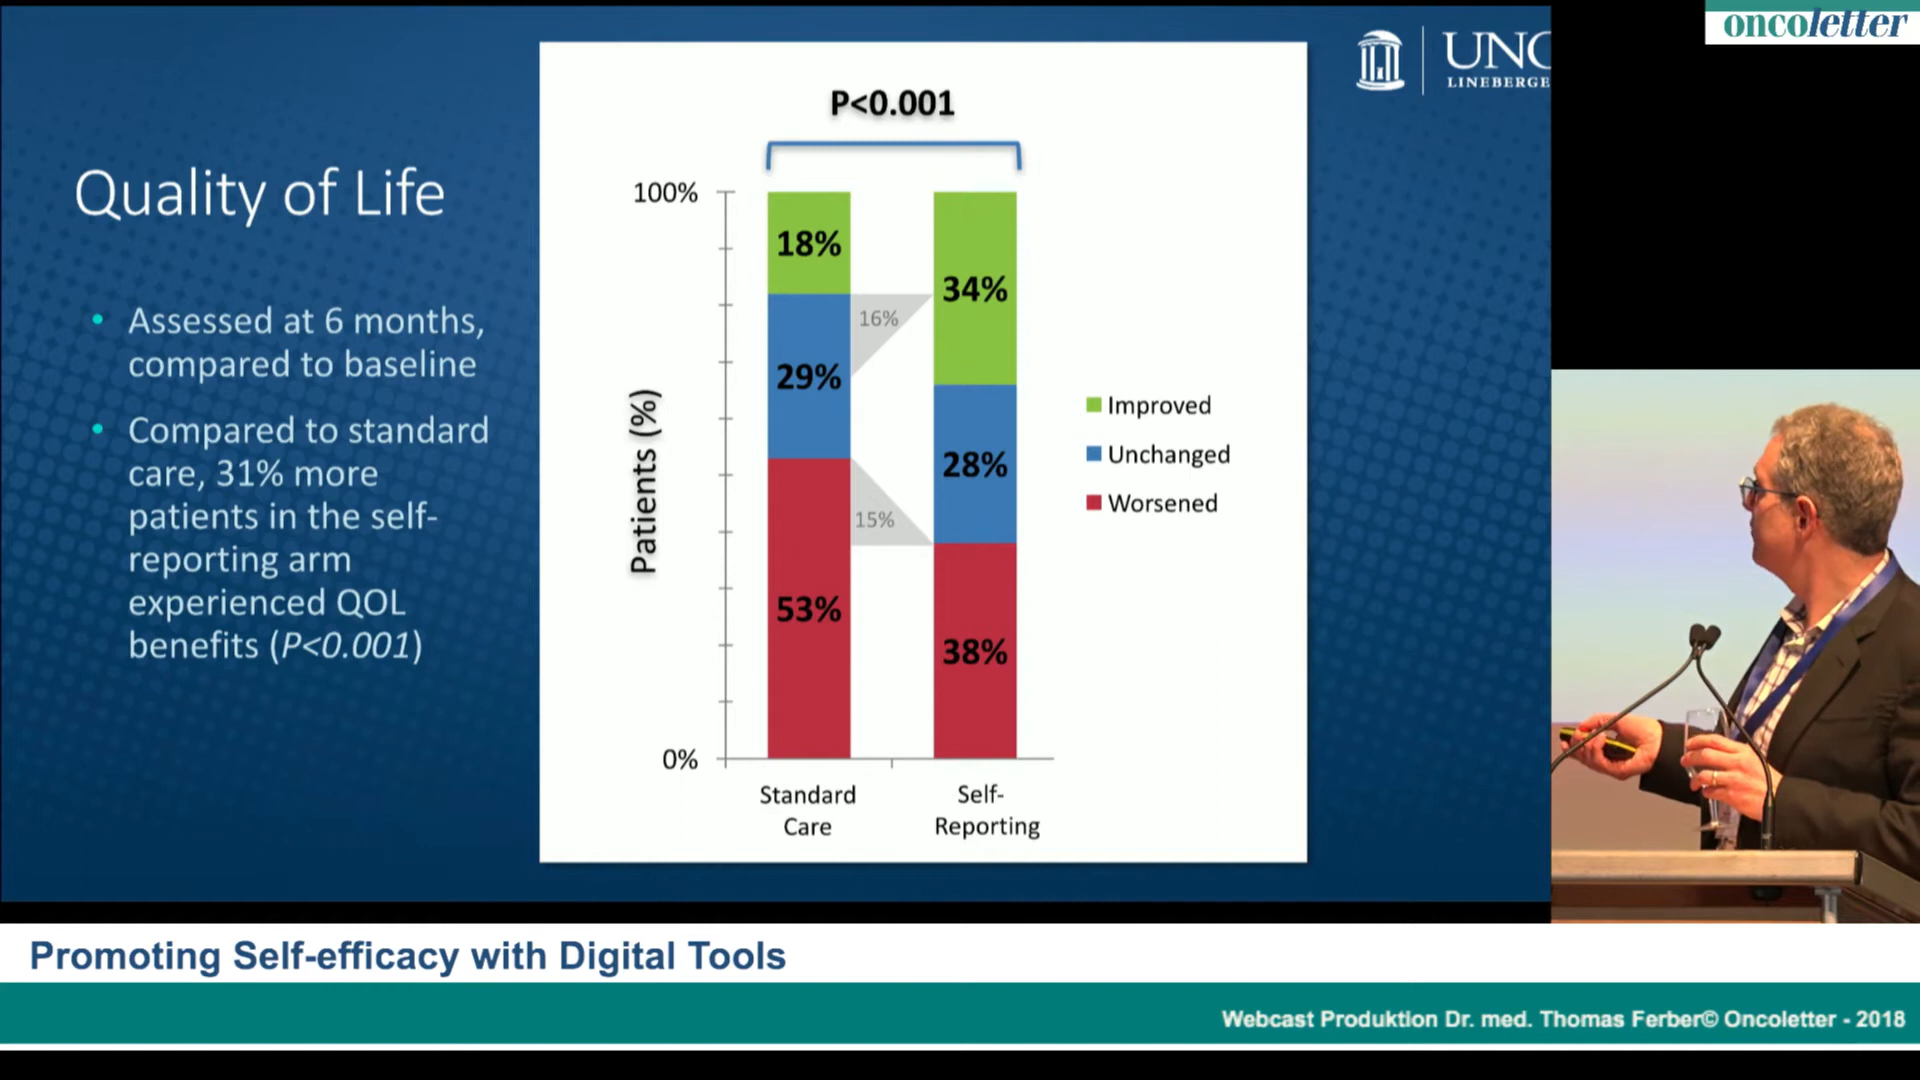 oncoletter
UNC
LINEBERGE
Quality of Life
• Assessed at 6 months,
compared to baseline
• Compared to standard
care, 31% more
patients in the self-
reporting arm
experienced QOL
benefits (P<0.001)
P<0.001
100%
0%
Patients (%)
18%
29%
53%
16%
15%
34%
28%
38%
Standard
Care
Self-
Reporting
Improved
Unchanged
Worsened
Promoting Self-efficacy with Digital Tools
Webcast Produktion Dr. med. Thomas Ferber© Oncoletter - 2018